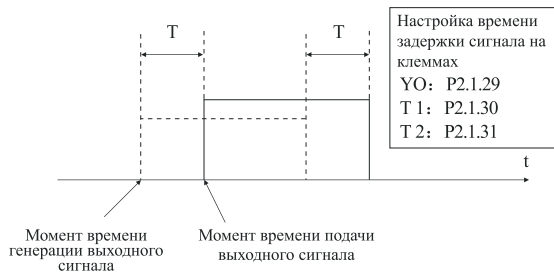 T
T
Настройка времени
задержки сигнала на
клеммах
YO: P2.1.29
T 1: P2.1.30
T 2: P2.1.31
t
Момент времени
генерации выходного
сигнала
Момент времени подачи
выходного сигнала